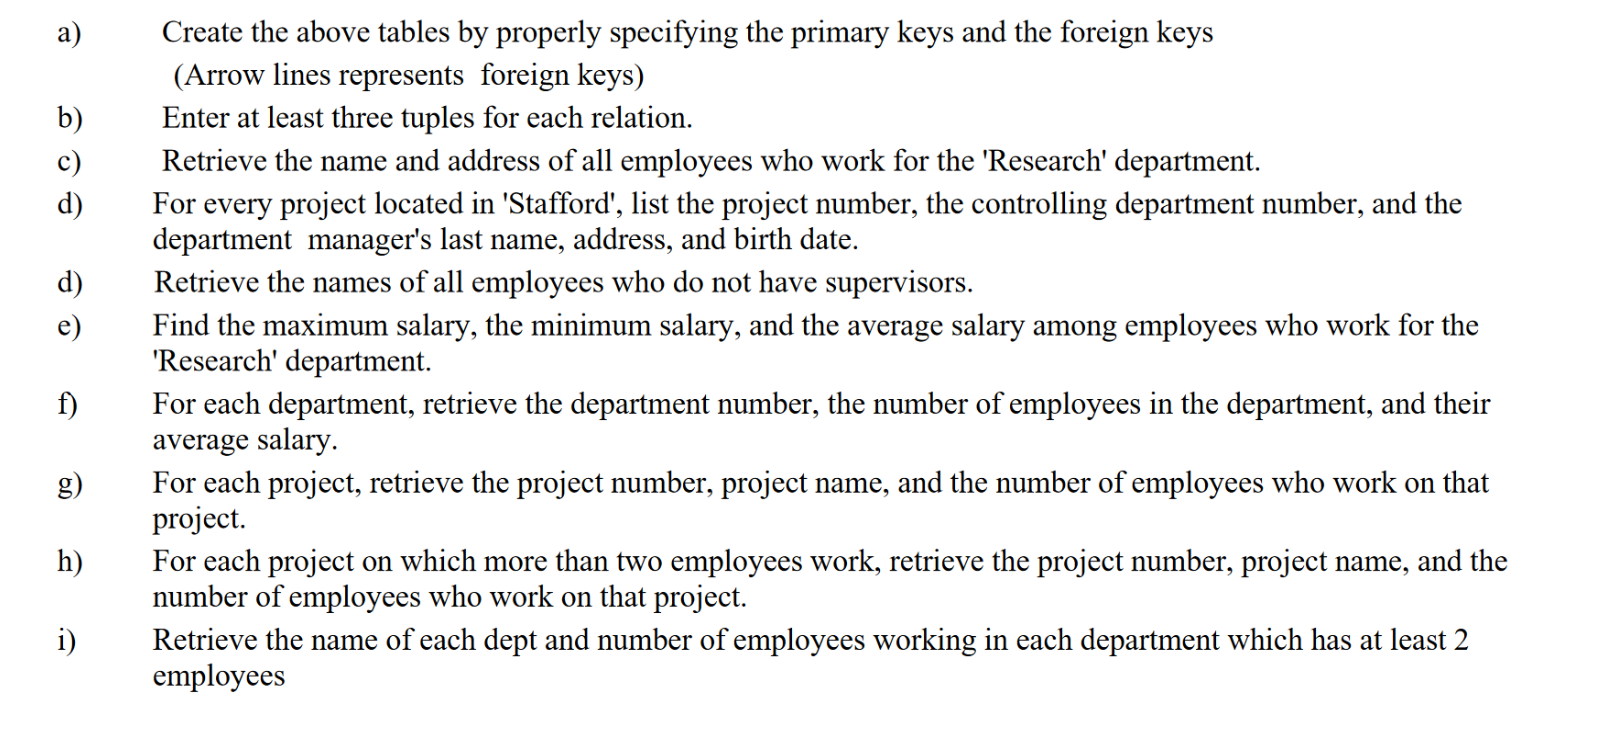 a) Create the above tables by properly specifying the primary keys and the foreign keys
(Arrow lines represents foreign keys)
b) Enter at least three tuples for each relation.
c) Retrieve the name and address of all employees who work for the 'Research' department.
d) For every project located in 'Stafford', list the project number, the controlling department number, and the
department manager's last name, address, and birth date.
d) Retrieve the names of all employees who do not have supervisors.
e) Find the maximum salary, the minimum salary, and the average salary among employees who work for the
'Research' department.
f) For each department, retrieve the department number, the number of employees in the department, and their
average salary.
g) For each project, retrieve the project number, project name, and the number of employees who work on that
project.
h) For each project on which more than two employees work, retrieve the project number, project name, and the
number of employees who work on that project.
i) Retrieve the name of each dept and number of employees working in each department which has at least 2
employees